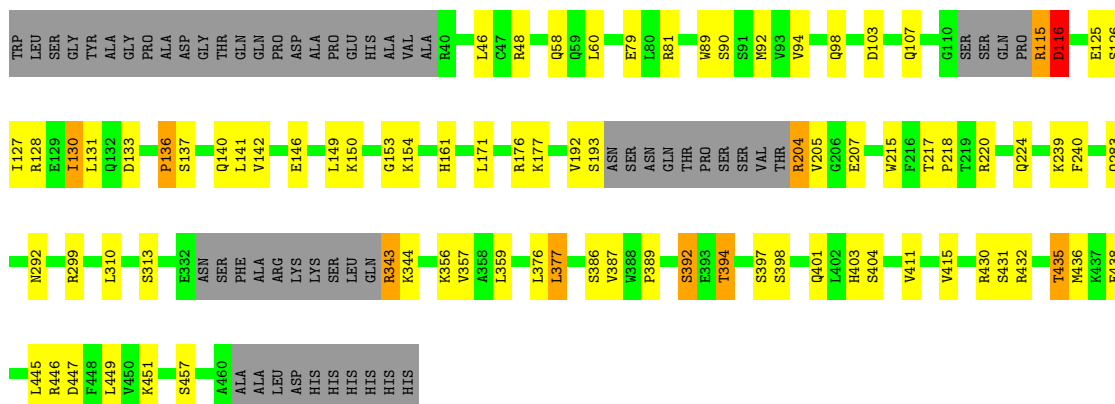 TRP LEU SER GLY TYR ALA GLY PRO ALA ASP GLY THR GLN GLN PRO ASP ALA PRO GLU HIS ALA VAL ALA R40 L46 C47 R48 Q58 Q59 L60 E79 L80 R81 W89 S90 S91 M92 V93 V94 Q98 D103 Q107 G110 SER SER GLN PRO R115 D116 E125 S126
I127 R128 E129 I130 L131 Q132 D133 P136 S137 Q140 L141 V142 E146 L149 K150 G153 K154 H161 L171 R176 K177 V192 S193 ASN SER ASN GLN THR PRO SER SER VAL THR R204 V205 G206 E207 W215 F216 T217 P218 T219 R220 Q224 K239 F240
N292 R299 L310 S313 E332 ASN SER PHE ALA ARG LYS LYS SER LEU GLN R343 K344 K356 V357 A358 L359 L376 L377 S386 V387 W388 P389 S392 E393 T394 S397 S398 Q401 L402 H403 S404 V411 V415 R430 S431 R432 T435 M436 K437
L445 R446 D447 F448 L449 V450 K451 S457 A460 ALA ALA LEU ASP HIS HIS HIS HIS HIS HIS